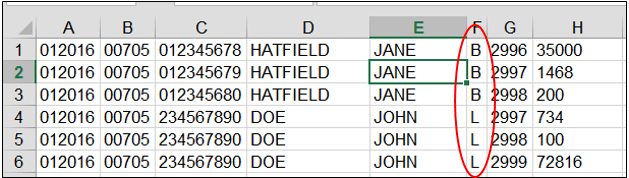 A B C D E F G H
1 012016 00705 012345678 HATFIELD JANE B 2996 35000
2 012016 00705 012345679 HATFIELD JANE B 2997 1468
3 012016 00705 012345680 HATFIELD JANE B 2998 200
4 012016 00705 234567890 DOE JOHN L 2997 734
5 012016 00705 234567890 DOE JOHN L 2998 100
6 012016 00705 234567890 DOE JOHN L 2999 72816